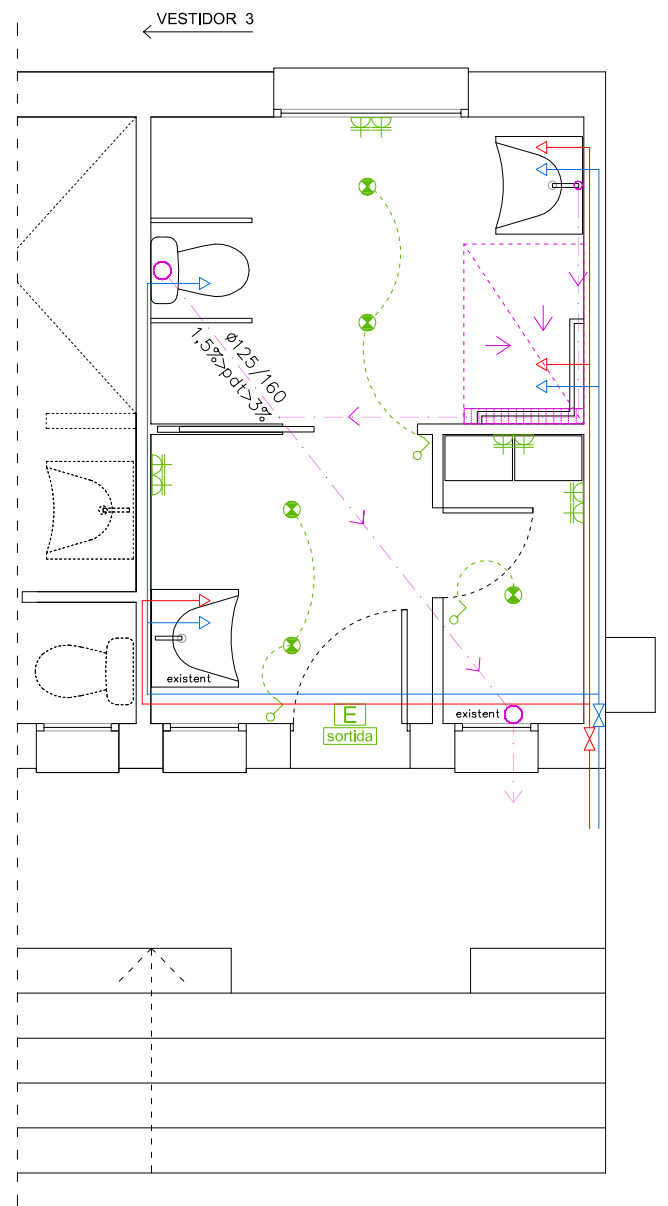 VESTIDOR 3
Ø125/160
1,5%>pdt>3%
existent
existent
E
sortida